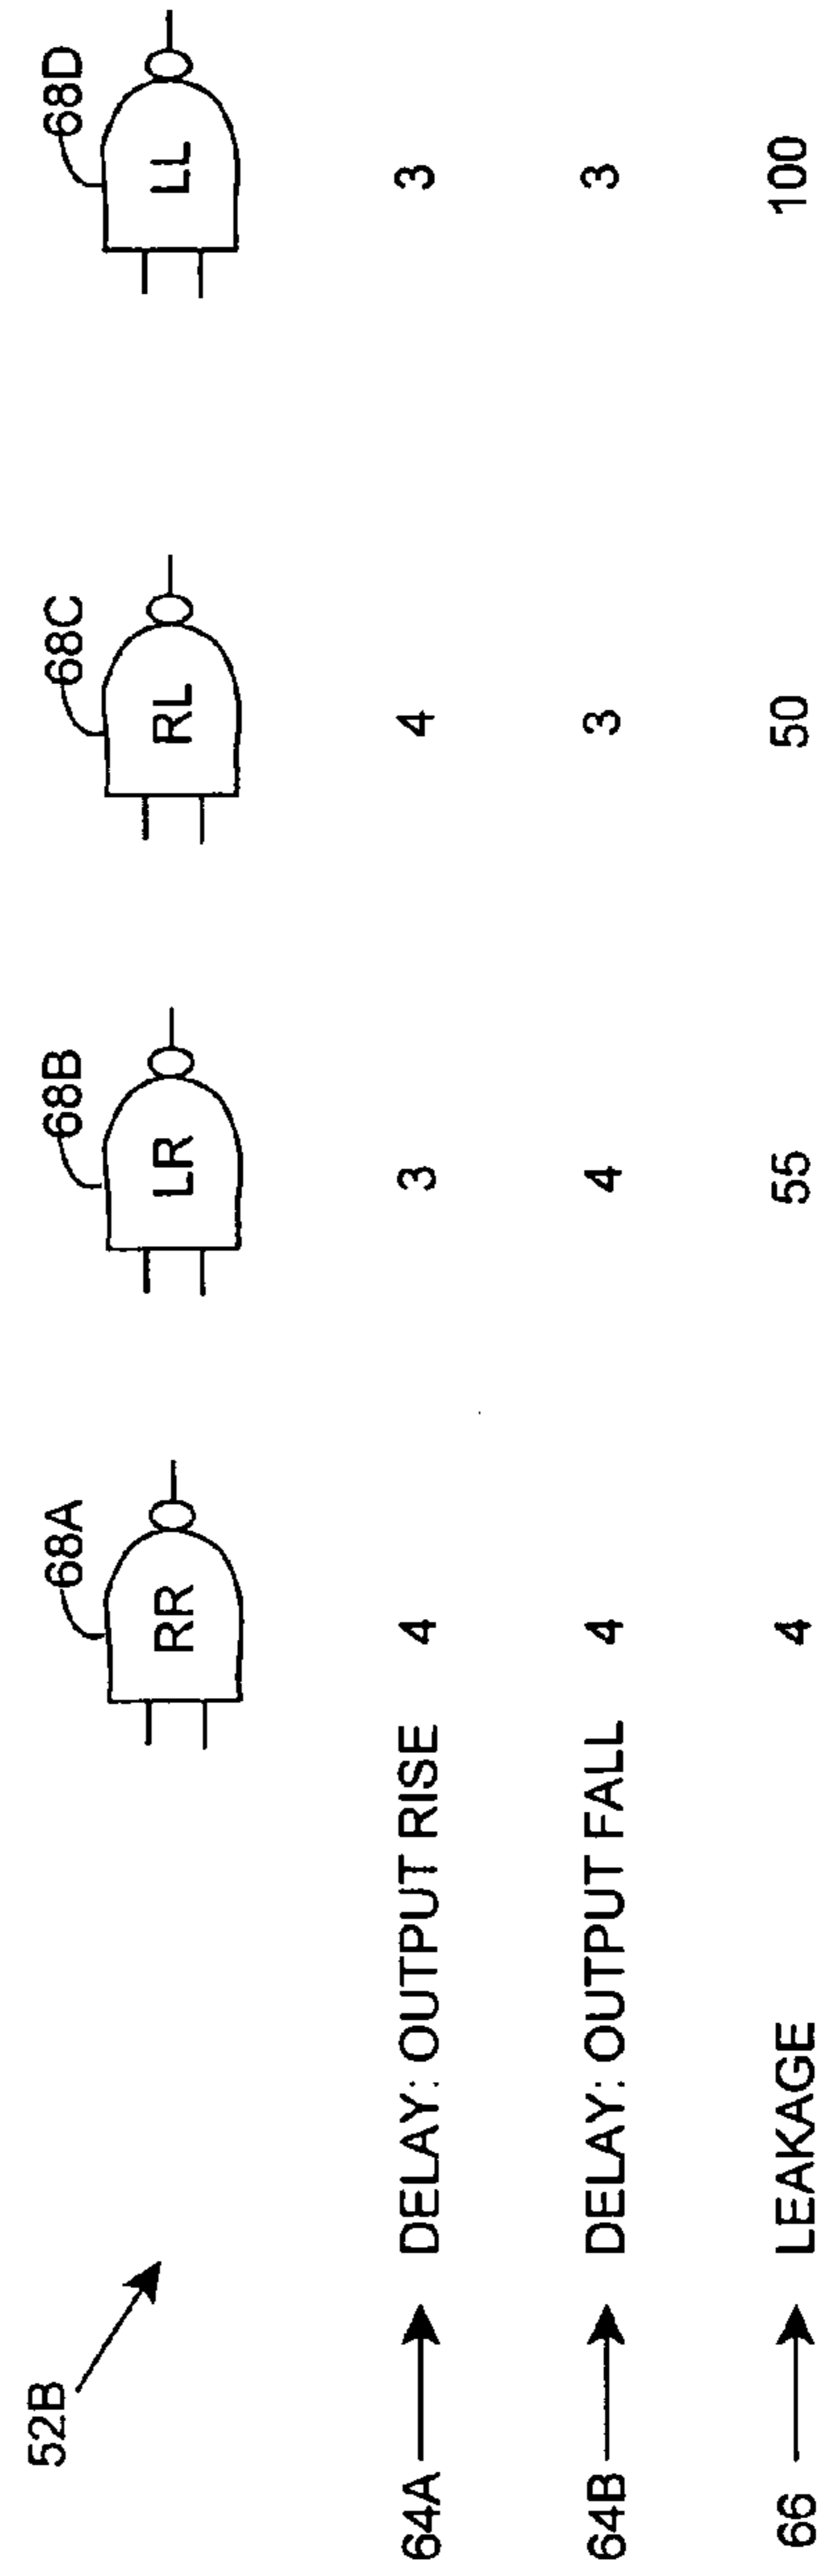 52B
68A 68B 68C 68D
RR LR RL LL
64A DELAY: OUTPUT RISE 4 3 4 3
64B DELAY: OUTPUT FALL 4 4 3 3
66 LEAKAGE 4 55 50 100